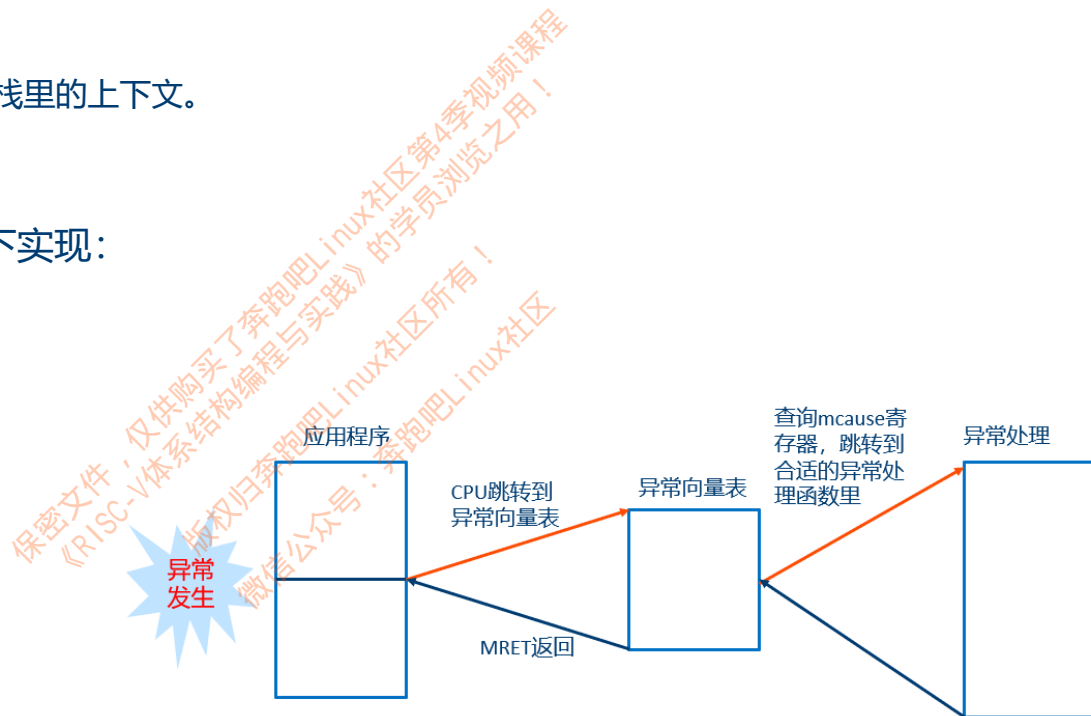 栈里的上下文。
下实现：
保密文件，仅供购买了奔跑吧Linux社区第4季视频课程
《RISC-V体系结构编程与实践》的学员浏览之用！
版权归奔跑吧Linux社区所有！
微信公众号：奔跑吧Linux社区
应用程序
异常
发生
CPU跳转到
异常向量表
MRET返回
异常向量表
查询mcause寄
存器，跳转到
合适的异常处
理函数里
异常处理